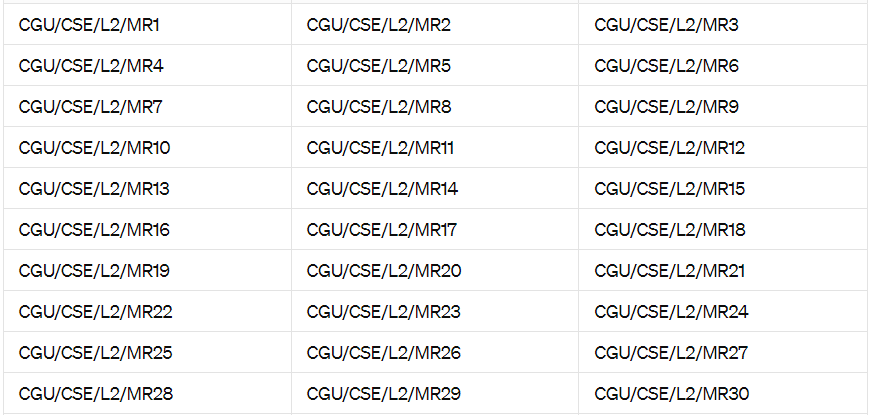 CGU/CSE/L2/MR1 CGU/CSE/L2/MR2 CGU/CSE/L2/MR3
CGU/CSE/L2/MR4 CGU/CSE/L2/MR5 CGU/CSE/L2/MR6
CGU/CSE/L2/MR7 CGU/CSE/L2/MR8 CGU/CSE/L2/MR9
CGU/CSE/L2/MR10 CGU/CSE/L2/MR11 CGU/CSE/L2/MR12
CGU/CSE/L2/MR13 CGU/CSE/L2/MR14 CGU/CSE/L2/MR15
CGU/CSE/L2/MR16 CGU/CSE/L2/MR17 CGU/CSE/L2/MR18
CGU/CSE/L2/MR19 CGU/CSE/L2/MR20 CGU/CSE/L2/MR21
CGU/CSE/L2/MR22 CGU/CSE/L2/MR23 CGU/CSE/L2/MR24
CGU/CSE/L2/MR25 CGU/CSE/L2/MR26 CGU/CSE/L2/MR27
CGU/CSE/L2/MR28 CGU/CSE/L2/MR29 CGU/CSE/L2/MR30